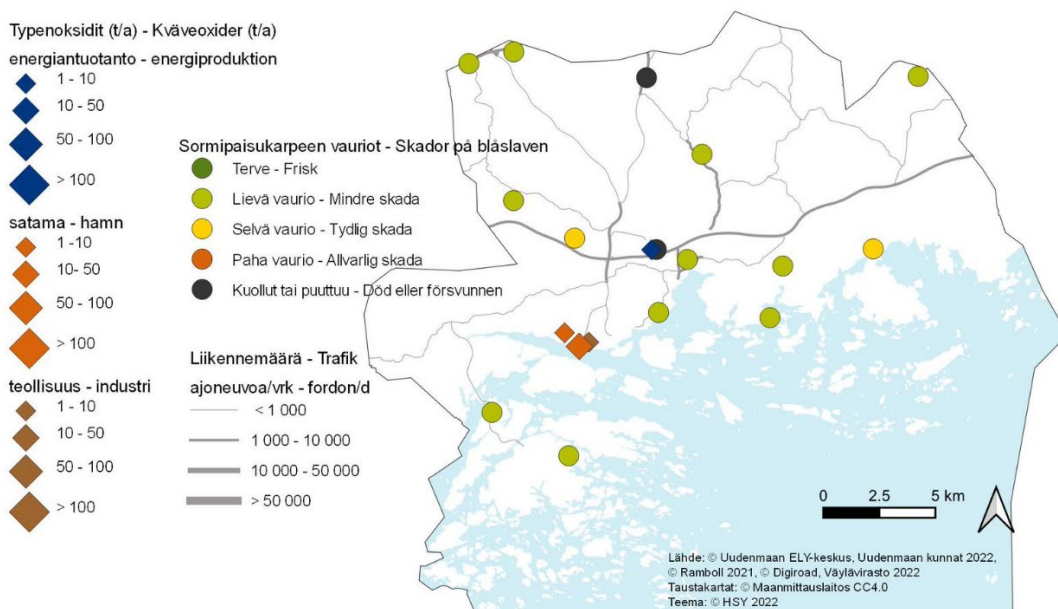 Typenoksidit (t/a) - Kväveoxider (t/a)
energiantuotanto - energiproduktion
1 - 10
10 - 50
50 - 100
> 100
satama - hamn
1 -10
10- 50
50 - 100
> 100
teollisuus - industri
1 - 10
10 - 50
50 - 100
> 100
Sormipaisukarpeen vauriot - Skador på blåslaven
Terve - Frisk
Lievä vaurio - Mindre skada
Selvä vaurio - Tydlig skada
Paha vaurio - Allvarlig skada
Kuollut tai puuttuu - Död eller försvunnen
Liikennemäärä - Trafik
ajoneuvoa/vrk - fordon/d
< 1 000
1 000 - 10 000
10 000 - 50 000
> 50 000
0 2.5 5 km
Lähde: © Uudenmaan ELY-keskus, Uudenmaan kunnat 2022,
© Ramboll 2021, © Digiroad, Väylävirasto 2022
Taustakartat: © Maanmittauslaitos CC4.0
Teema: © HSY 2022